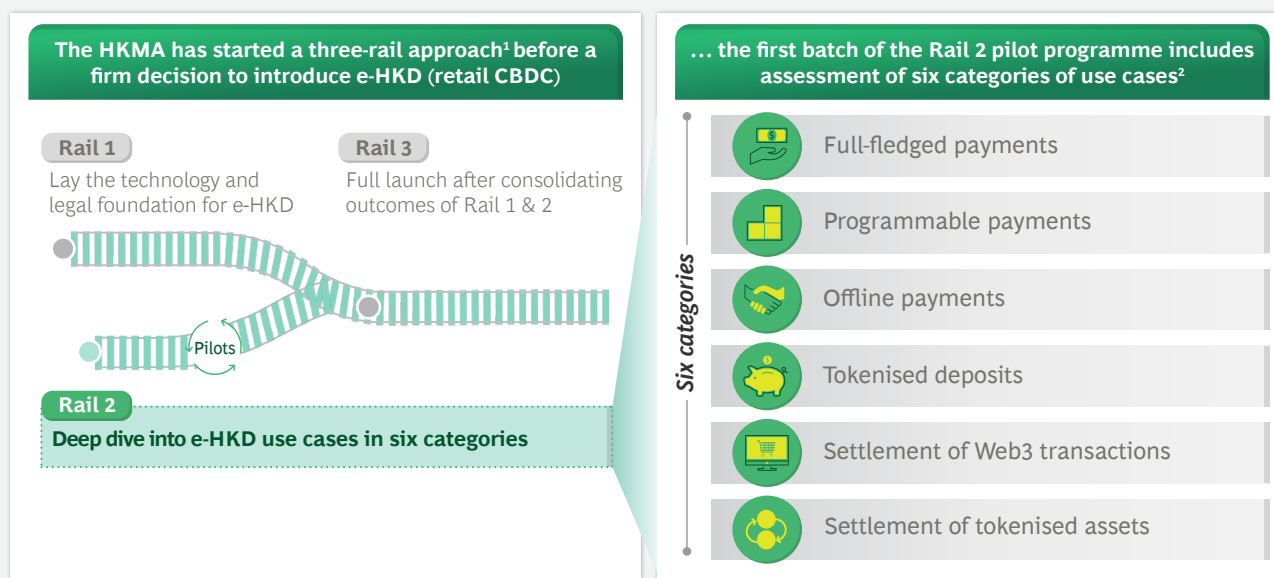 The HKMA has started a three-rail approach¹ before a
firm decision to introduce e-HKD (retail CBDC)
Rail 1
Lay the technology and
legal foundation for e-HKD
Rail 3
Full launch after consolidating
outcomes of Rail 1 & 2
Pilots
Rail 2
Deep dive into e-HKD use cases in six categories
... the first batch of the Rail 2 pilot programme includes
assessment of six categories of use cases²
Six categories
$
Full-fledged payments
Programmable payments
Offline payments
$
Tokenised deposits
Settlement of Web3 transactions
Settlement of tokenised assets